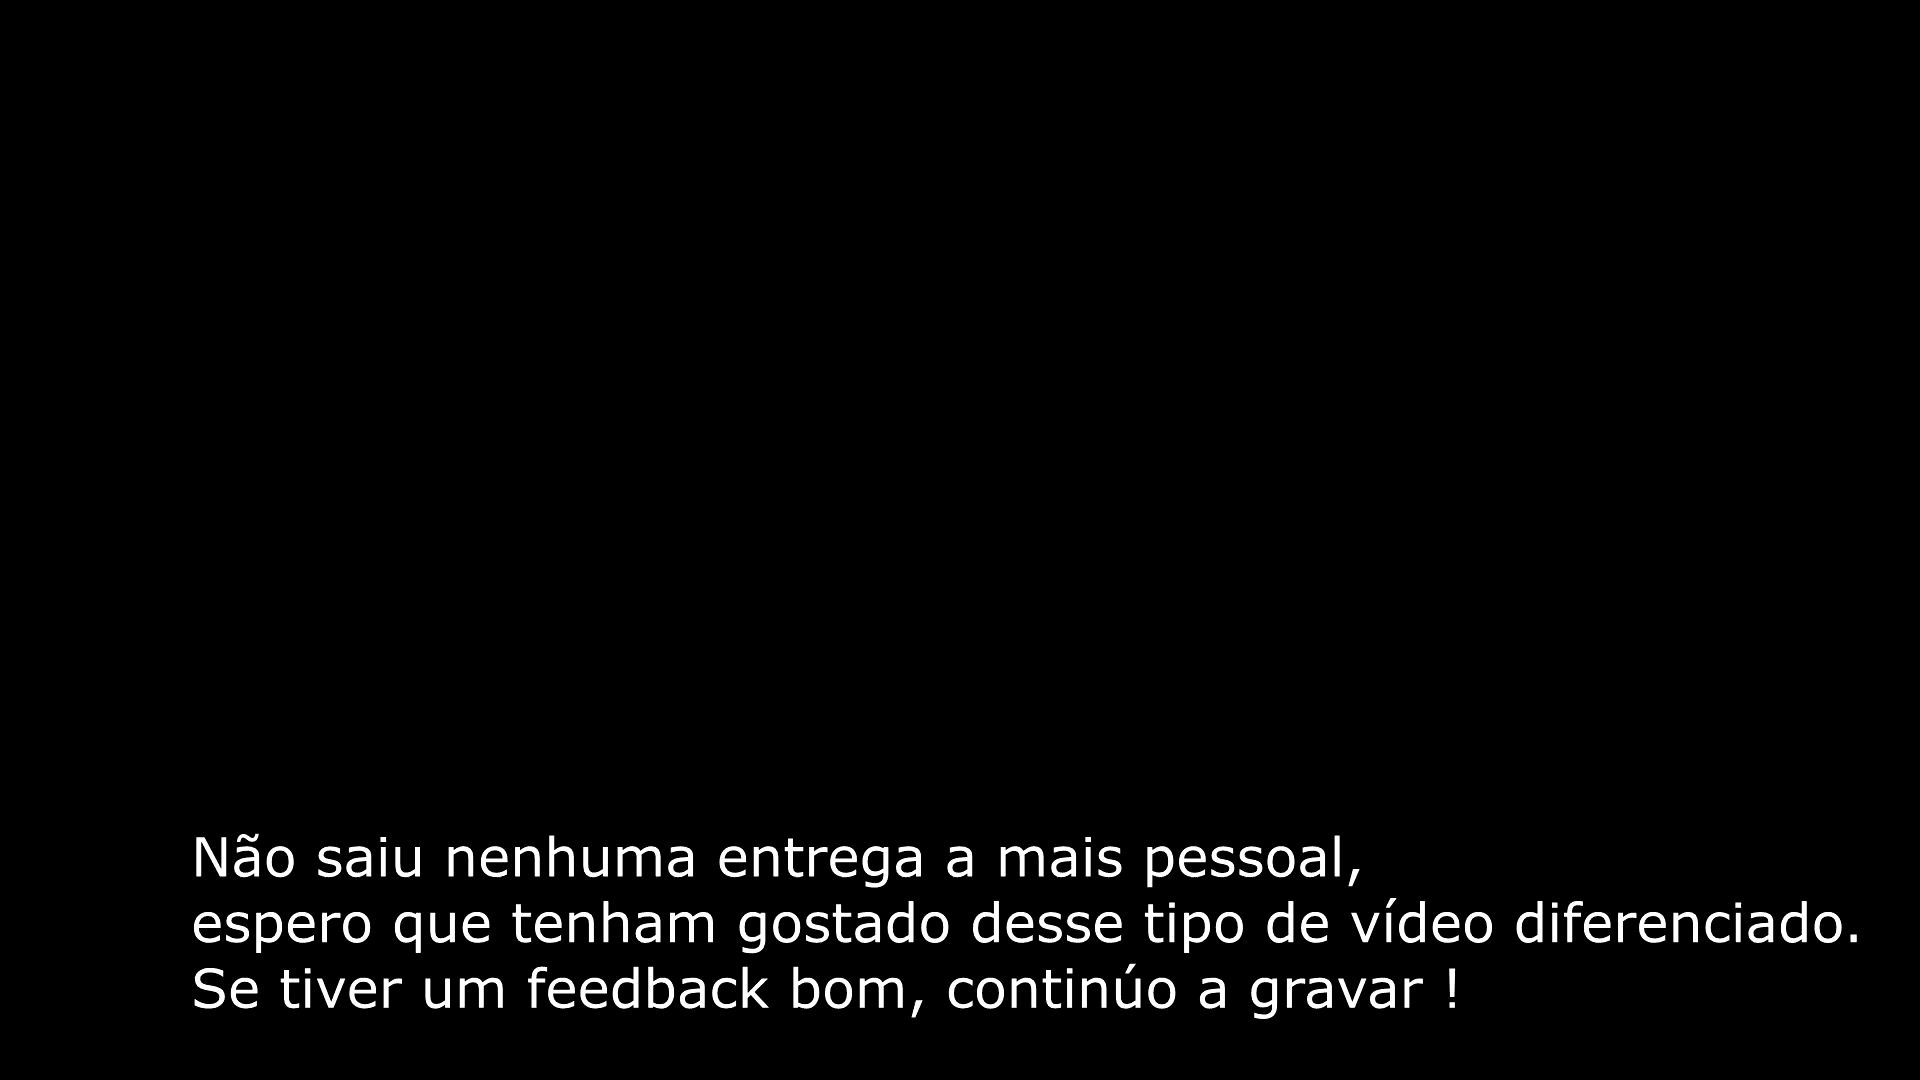 Não saiu nenhuma entrega a mais pessoal,
espero que tenham gostado desse tipo de vídeo diferenciado.
Se tiver um feedback bom, continúo a gravar !